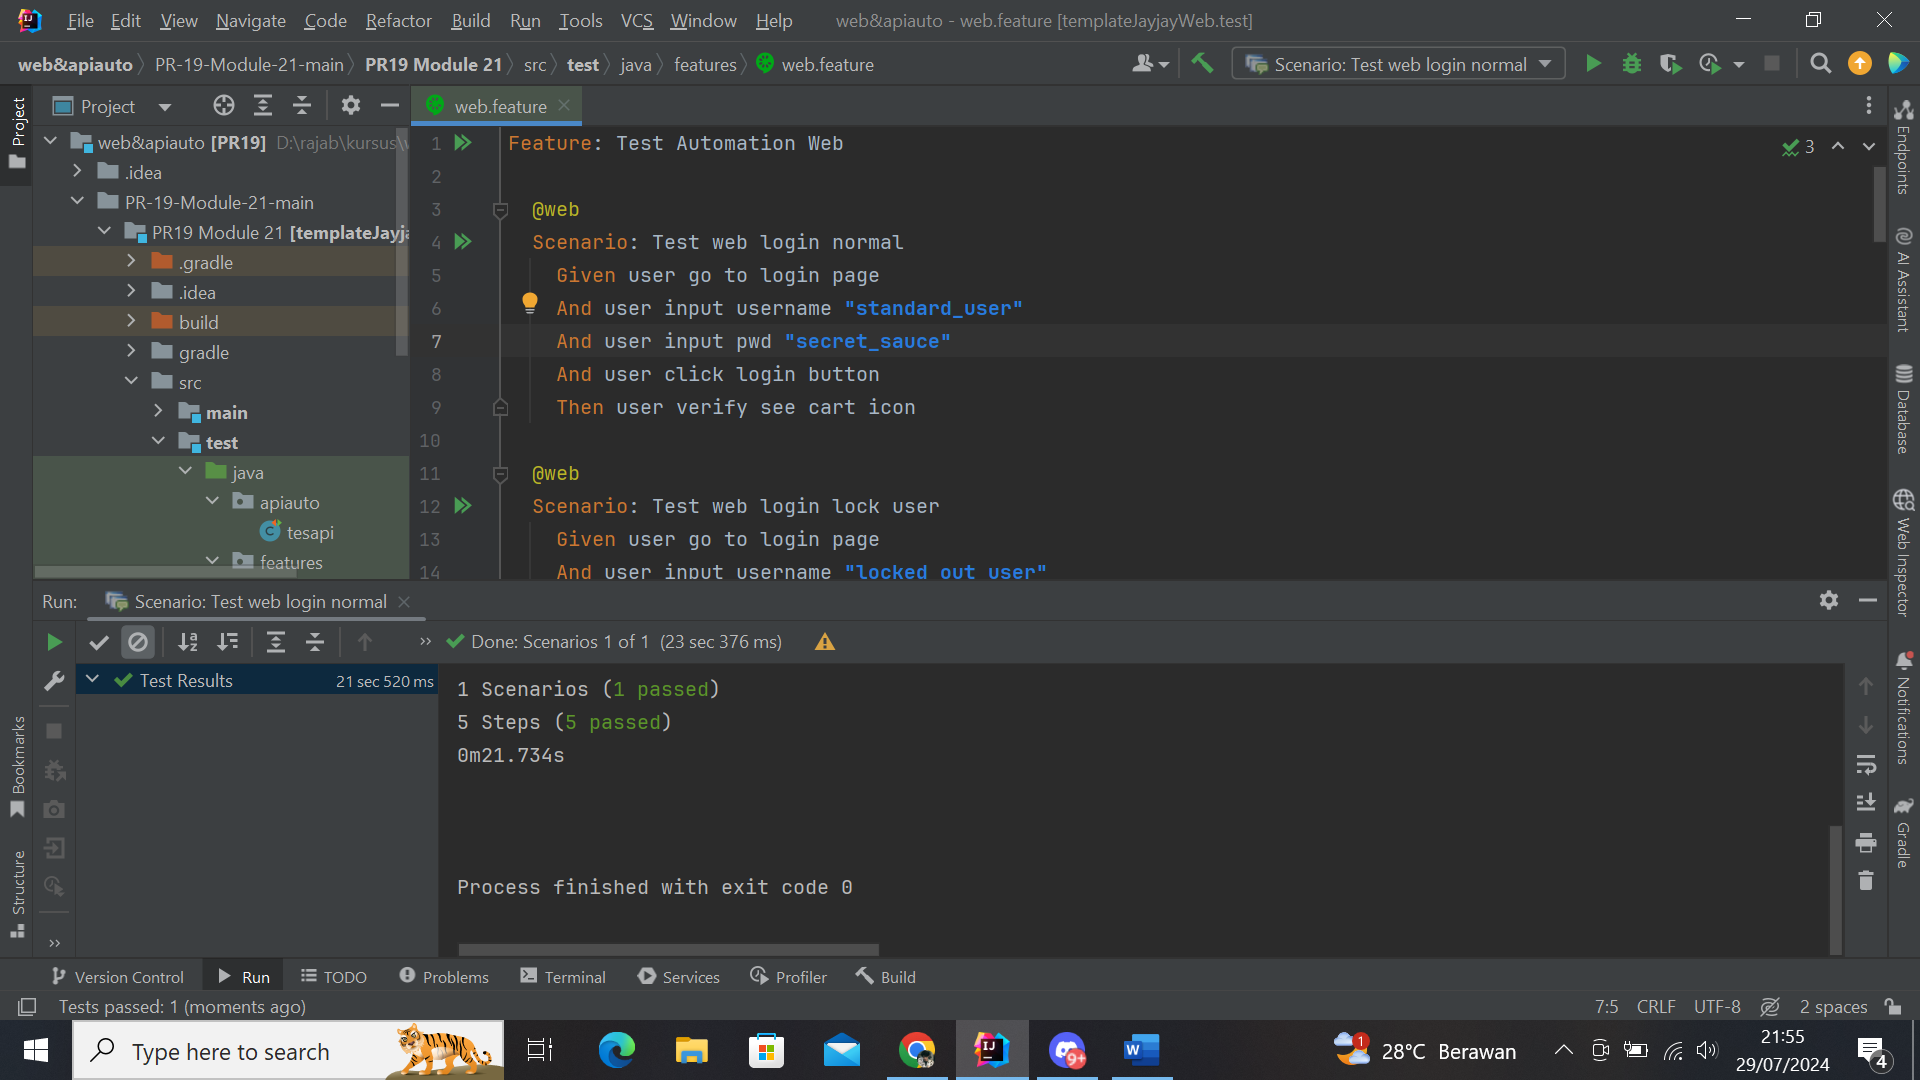 File Edit View Navigate Code Refactor Build Run Tools VCS Window Help web&apiauto - web.feature [templateJayjayWeb.test]
web&apiauto PR-19-Module-21-main PR19 Module 21 src test java features web.feature Scenario: Test web login normal
Project
Project
web.feature
web&apiauto [PR19] D:\rajab\kursus\
.idea
PR-19-Module-21-main
PR19 Module 21 [templateJayja
.gradle
.idea
build
gradle
src
main
test
java
apiauto
tesapi
features
3
1 Feature: Test Automation Web
2
3 @web
4 Scenario: Test web login normal
5 Given user go to login page
6 And user input username "standard_user"
7 And user input pwd "secret_sauce"
8 And user click login button
9 Then user verify see cart icon
10
11 @web
12 Scenario: Test web login lock user
13 Given user go to login page
14 And user input username "locked_out_user"
Endpoints
AI Assistant
Database
Web Inspector
Notifications
Gradle
Bookmarks
Structure
Run: Scenario: Test web login normal
Done: Scenarios 1 of 1 (23 sec 376 ms)
Test Results 21 sec 520 ms
1 Scenarios (1 passed)
5 Steps (5 passed)
0m21.734s
Process finished with exit code 0
Version Control Run TODO Problems Terminal Services Profiler Build
Tests passed: 1 (moments ago) 7:5 CRLF UTF-8 2 spaces
Type here to search 9+ W 1 28°C Berawan 21:55
29/07/2024 4